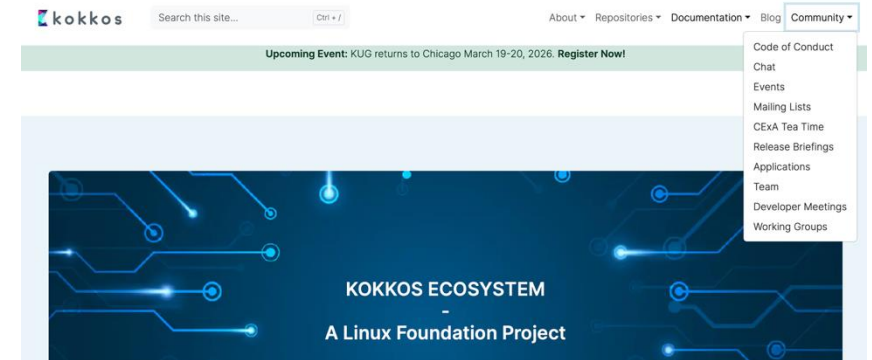 kokkos Search this site... Ctrl + / About Repositories Documentation Blog Community
Upcoming Event: KUG returns to Chicago March 19-20, 2026. Register Now!
Code of Conduct
Chat
Events
Mailing Lists
CExA Tea Time
Release Briefings
Applications
Team
Developer Meetings
Working Groups
KOKKOS ECOSYSTEM
-
A Linux Foundation Project